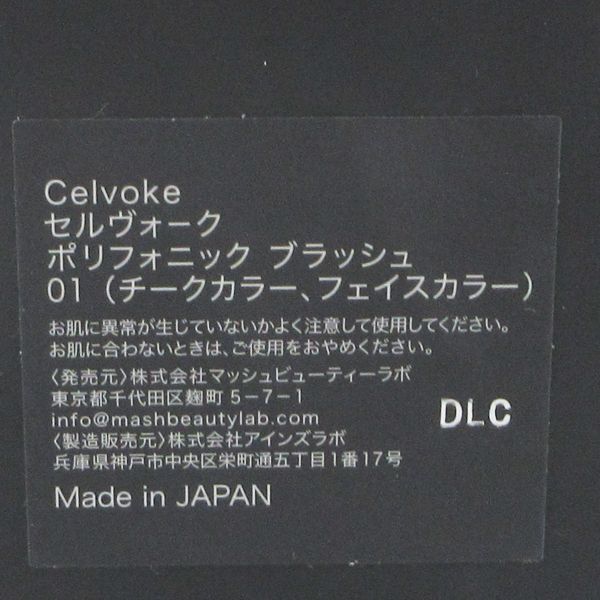 Celvoke
セルヴォーク
ポリフォニック ブラッシュ
01（チークカラー、フェイスカラー）
お肌に異常が生じていないかよく注意して使用してください。
お肌に合わないときは、ご使用をおやめください。
〈発売元〉株式会社マッシュビューティーラボ
東京都千代田区麹町5-7-1
info@mashbeautylab.com
〈製造販売元〉株式会社アインズラボ
兵庫県神戸市中央区栄町通五丁目1番17号
DLC
Made in JAPAN